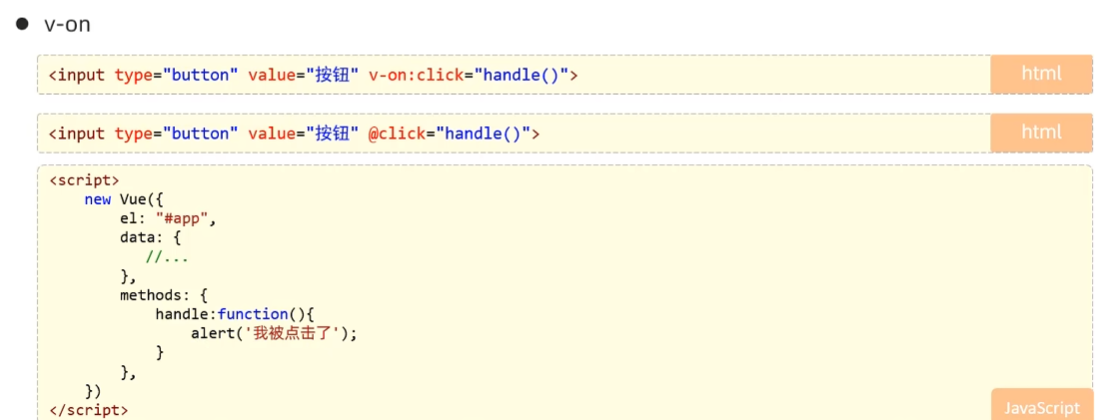 ● v-on
<input type="button" value="按钮" v-on:click="handle()">
html
<input type="button" value="按钮" @click="handle()">
html
<script>
    new Vue({
        el: "#app",
        data: {
           //...
        },
        methods: {
            handle:function(){
                alert('我被点击了');
            }
        },
    })
</script>
JavaScript